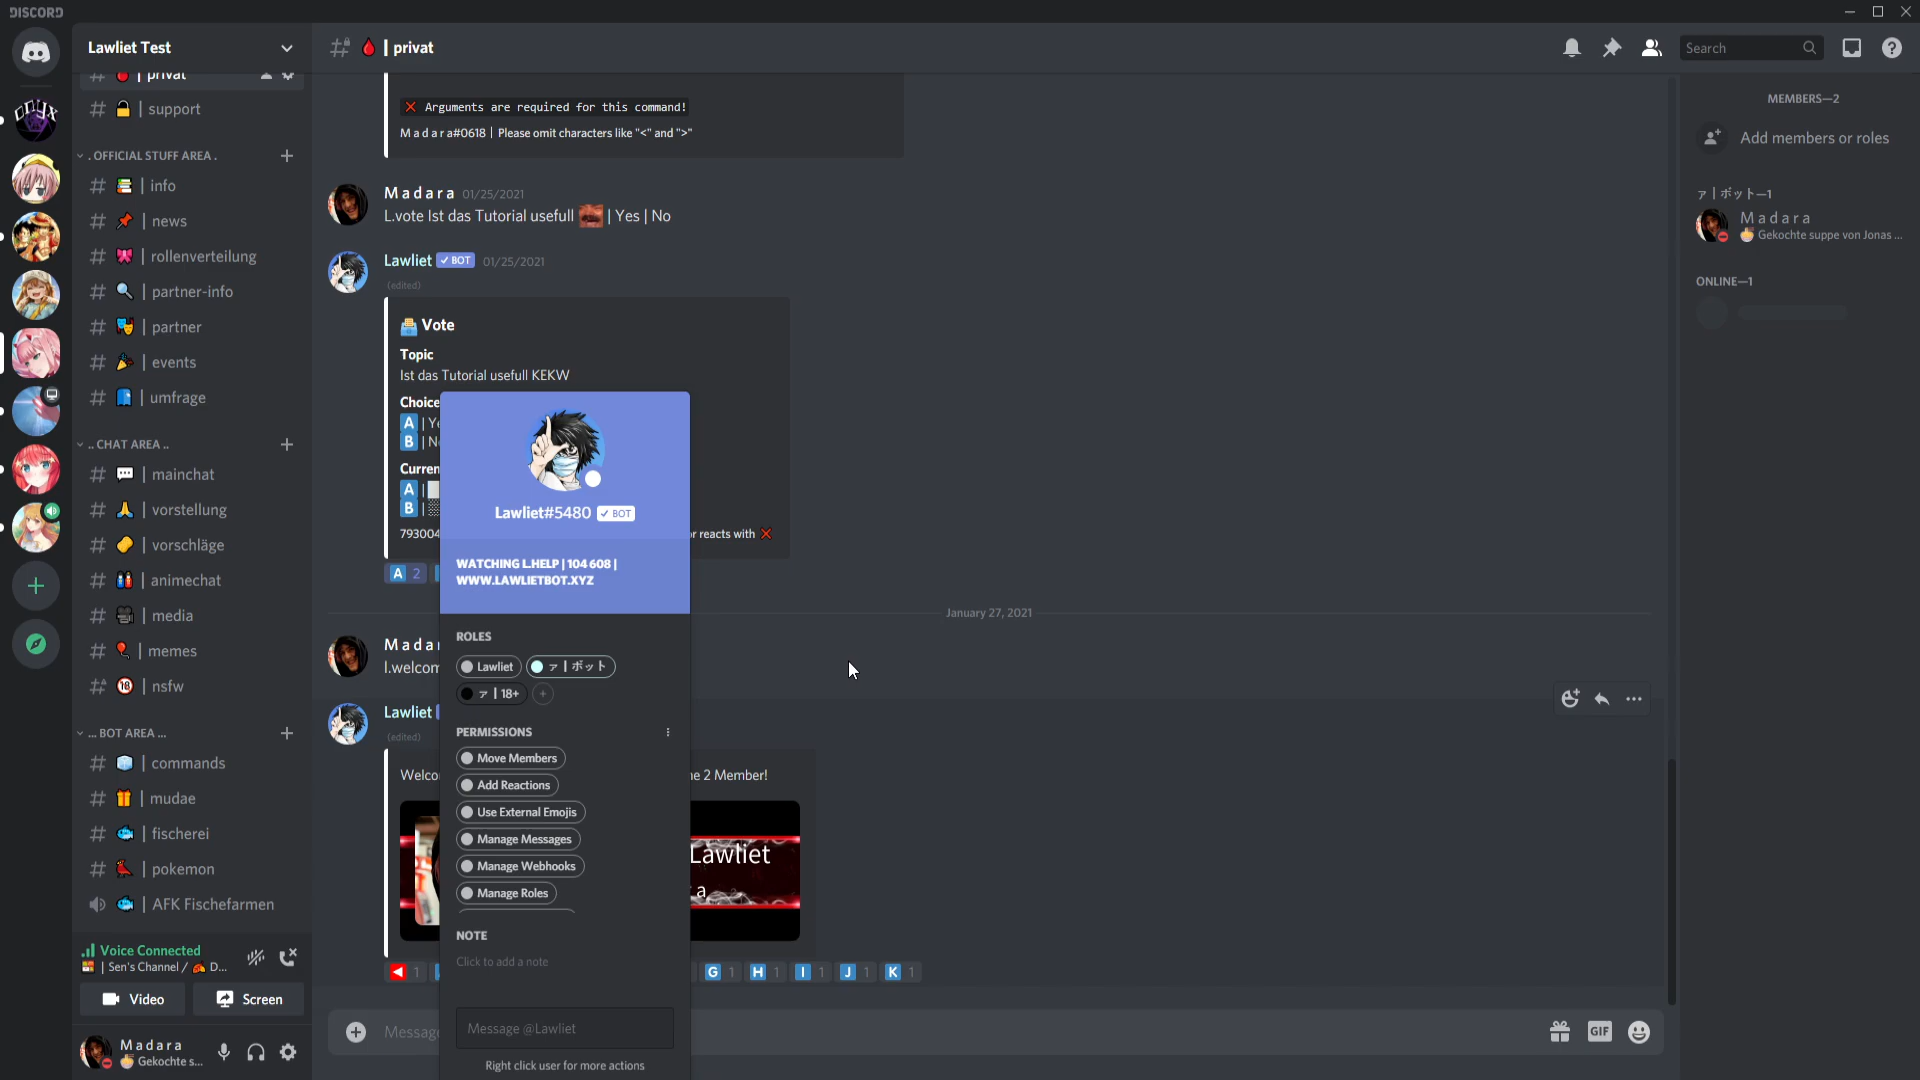 DISCORD
Lawliet Test
| privat
| privat
Search
| support
. OFFICIAL STUFF AREA .
| info
| news
| rollenverteilung
| partner-info
| partner
| events
| umfrage
.. CHAT AREA ..
| mainchat
| vorstellung
| vorschläge
| animechat
| media
| memes
| nsfw
... BOT AREA ...
| commands
| mudae
| fischerei
| pokemon
| AFK Fischefarmen
Voice Connected
| Sen's Channel / D...
Video
Screen
M a d a r a
Gekochte s...
Arguments are required for this command!
M a d a r a#0618 | Please omit characters like "<" and ">"
M a d a r a 01/25/2021
L.vote Ist das Tutorial usefull | Yes | No
Lawliet BOT 01/25/2021
(edited)
Vote
Topic
Ist das Tutorial usefull KEKW
Choice
A | Ye
B | N
Curren
A |
B |
793004
or reacts with
A 2
January 27, 2021
M a d a
l.welcom
Lawliet
(edited)
Welco
he 2 Member!
Lawliet
a
1
G 1 H 1 I 1 J 1 K 1
Messag
GIF
Lawliet#5480 BOT
WATCHING L.HELP | 104 608 |
WWW.LAWLIETBOT.XYZ
ROLES
Lawliet ァ | ボット
ァ | 18+
PERMISSIONS
Move Members
Add Reactions
Use External Emojis
Manage Messages
Manage Webhooks
Manage Roles
NOTE
Click to add a note
Message @Lawliet
Right click user for more actions
MEMBERS—2
Add members or roles
ァ | ボット—1
M a d a r a
Gekochte suppe von Jonas ...
ONLINE—1